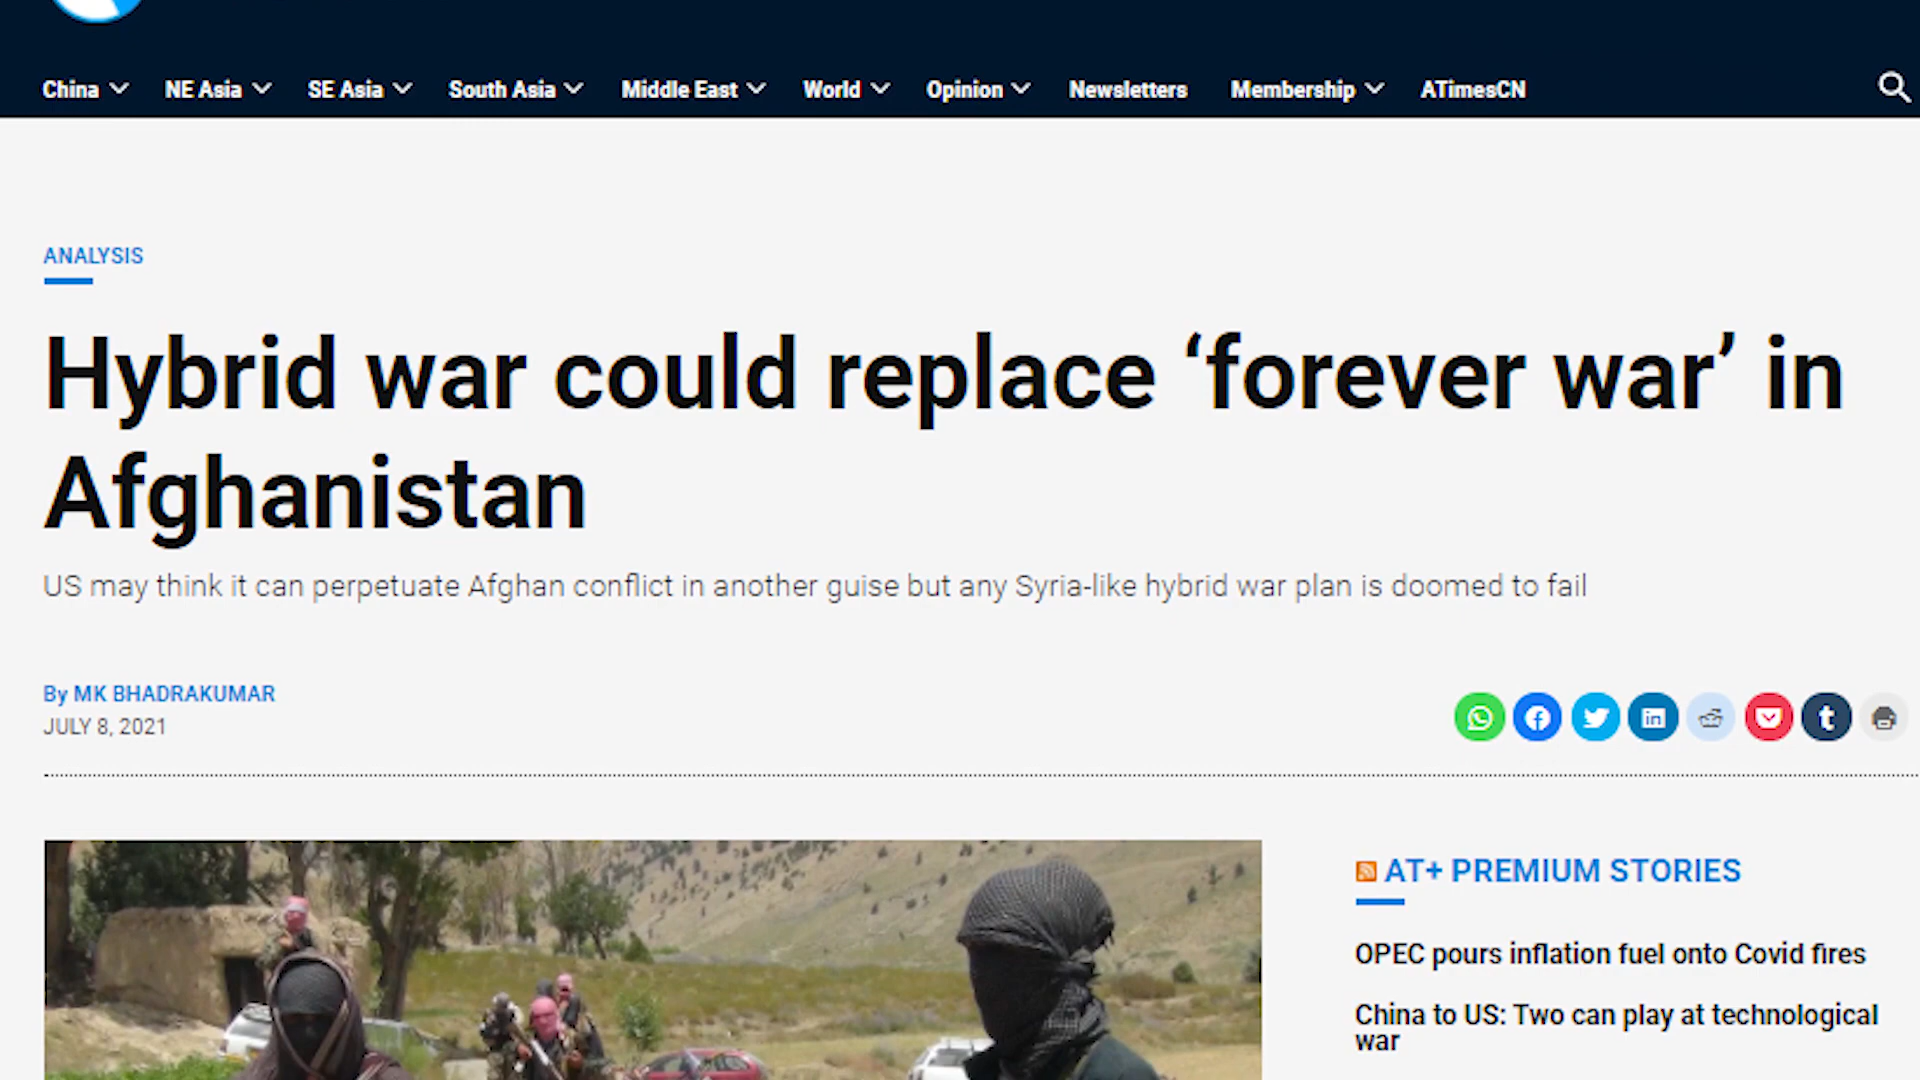 China NE Asia SE Asia South Asia Middle East World Opinion Newsletters Membership ATimesCN
ANALYSIS
Hybrid war could replace ‘forever war’ in
Afghanistan
US may think it can perpetuate Afghan conflict in another guise but any Syria-like hybrid war plan is doomed to fail
By MK BHADRAKUMAR
JULY 8, 2021
AT+ PREMIUM STORIES
OPEC pours inflation fuel onto Covid fires
China to US: Two can play at technological
war